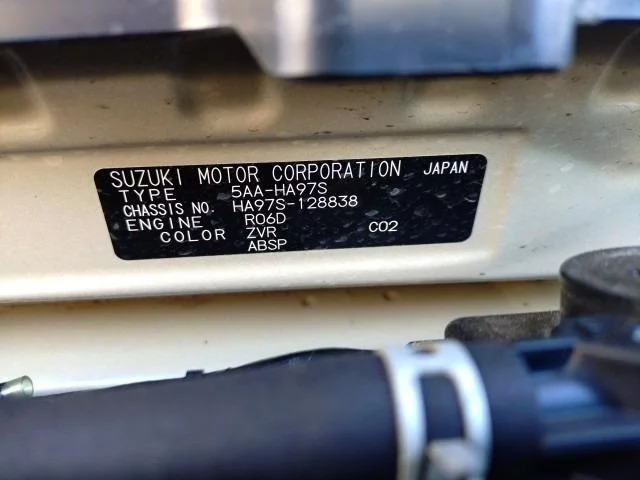 SUZUKI MOTOR CORPORATION JAPAN
TYPE 5AA-HA97S
CHASSIS NO. HA97S-128838
ENGINE R06D
COLOR ZVR C02
ABSP